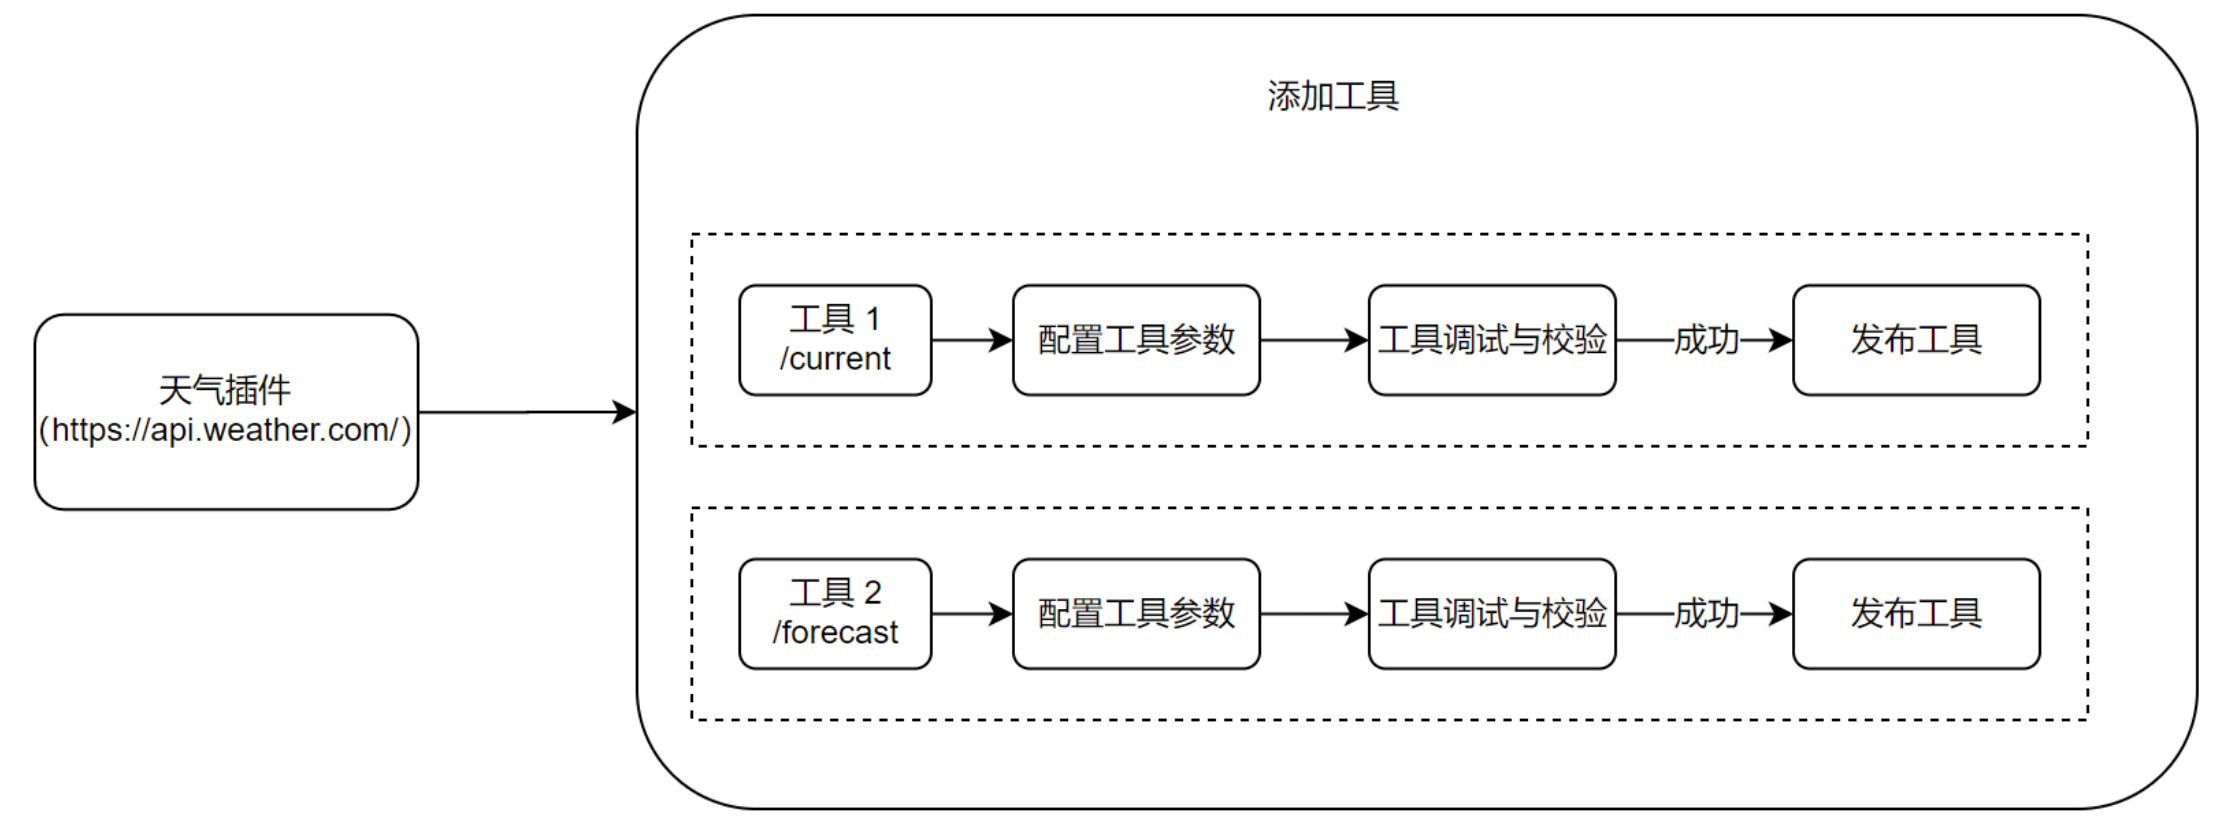 添加工具
天气插件
(https://api.weather.com/)
工具 1
/current
配置工具参数
工具调试与校验
成功
发布工具
工具 2
/forecast
配置工具参数
工具调试与校验
成功
发布工具